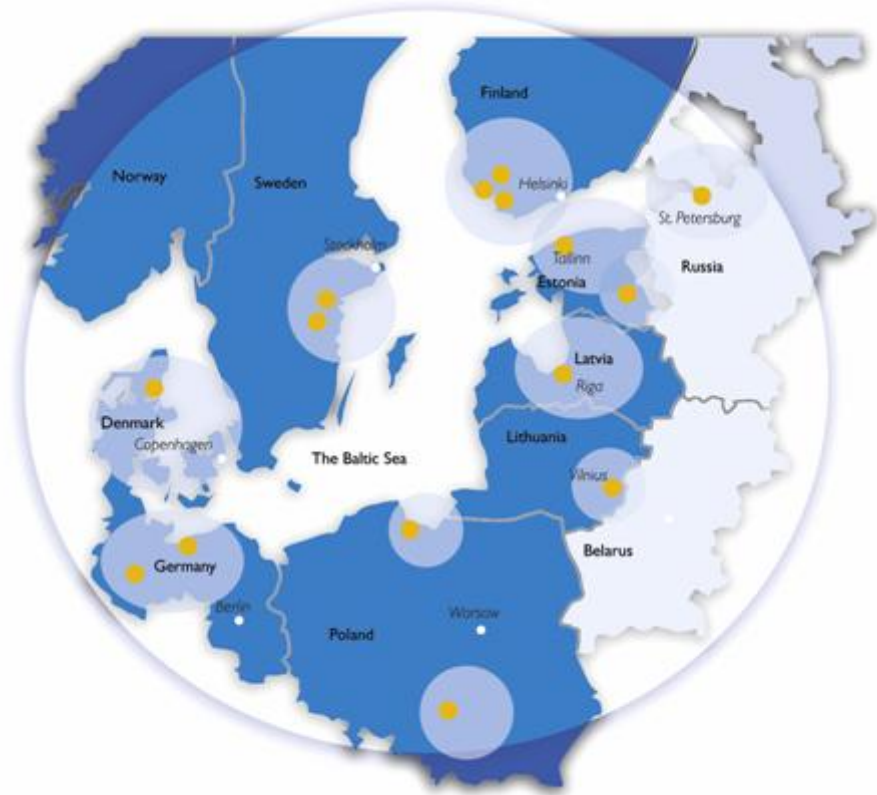 Finland
Norway
Sweden
Helsinki
St. Petersburg
Stockholm
Tallinn
Russia
Estonia
Latvia
Riga
Denmark
Copenhagen
Lithuania
The Baltic Sea
Vilnius
Belarus
Germany
Berlin
Warsaw
Poland